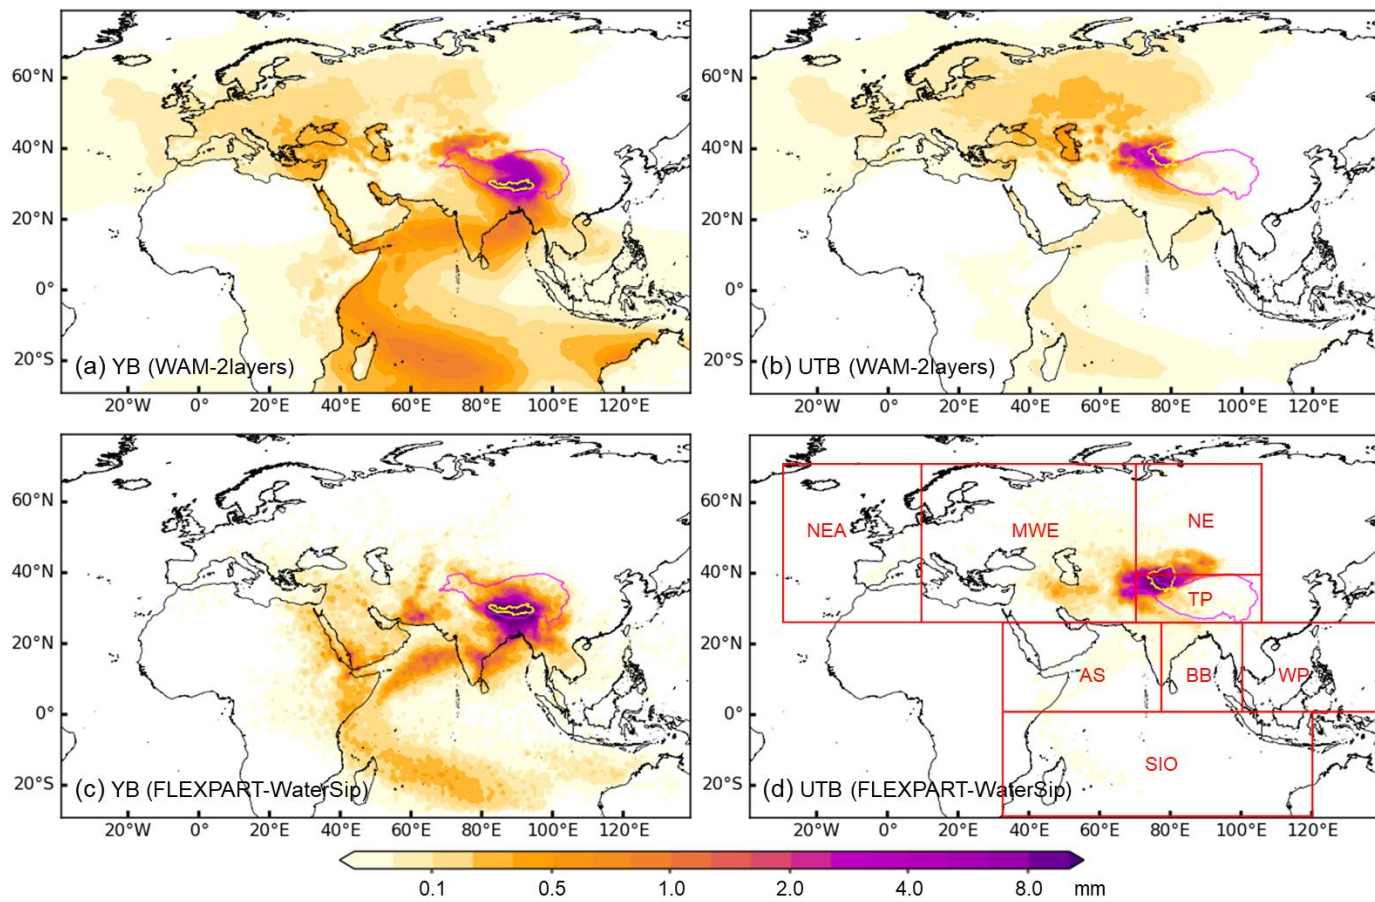 60°N
40°N
20°N
0°
20°S
(a) YB (WAM-2layers)
20°W 0° 20°E 40°E 60°E 80°E 100°E 120°E
60°N
40°N
20°N
0°
20°S
(b) UTB (WAM-2layers)
20°W 0° 20°E 40°E 60°E 80°E 100°E 120°E
60°N
40°N
20°N
0°
20°S
(c) YB (FLEXPART-WaterSip)
20°W 0° 20°E 40°E 60°E 80°E 100°E 120°E
60°N
40°N
20°N
0°
20°S
NEA MWE NE
TP
AS BB WP
SIO
(d) UTB (FLEXPART-WaterSip)
20°W 0° 20°E 40°E 60°E 80°E 100°E 120°E
0.1 0.5 1.0 2.0 4.0 8.0 mm